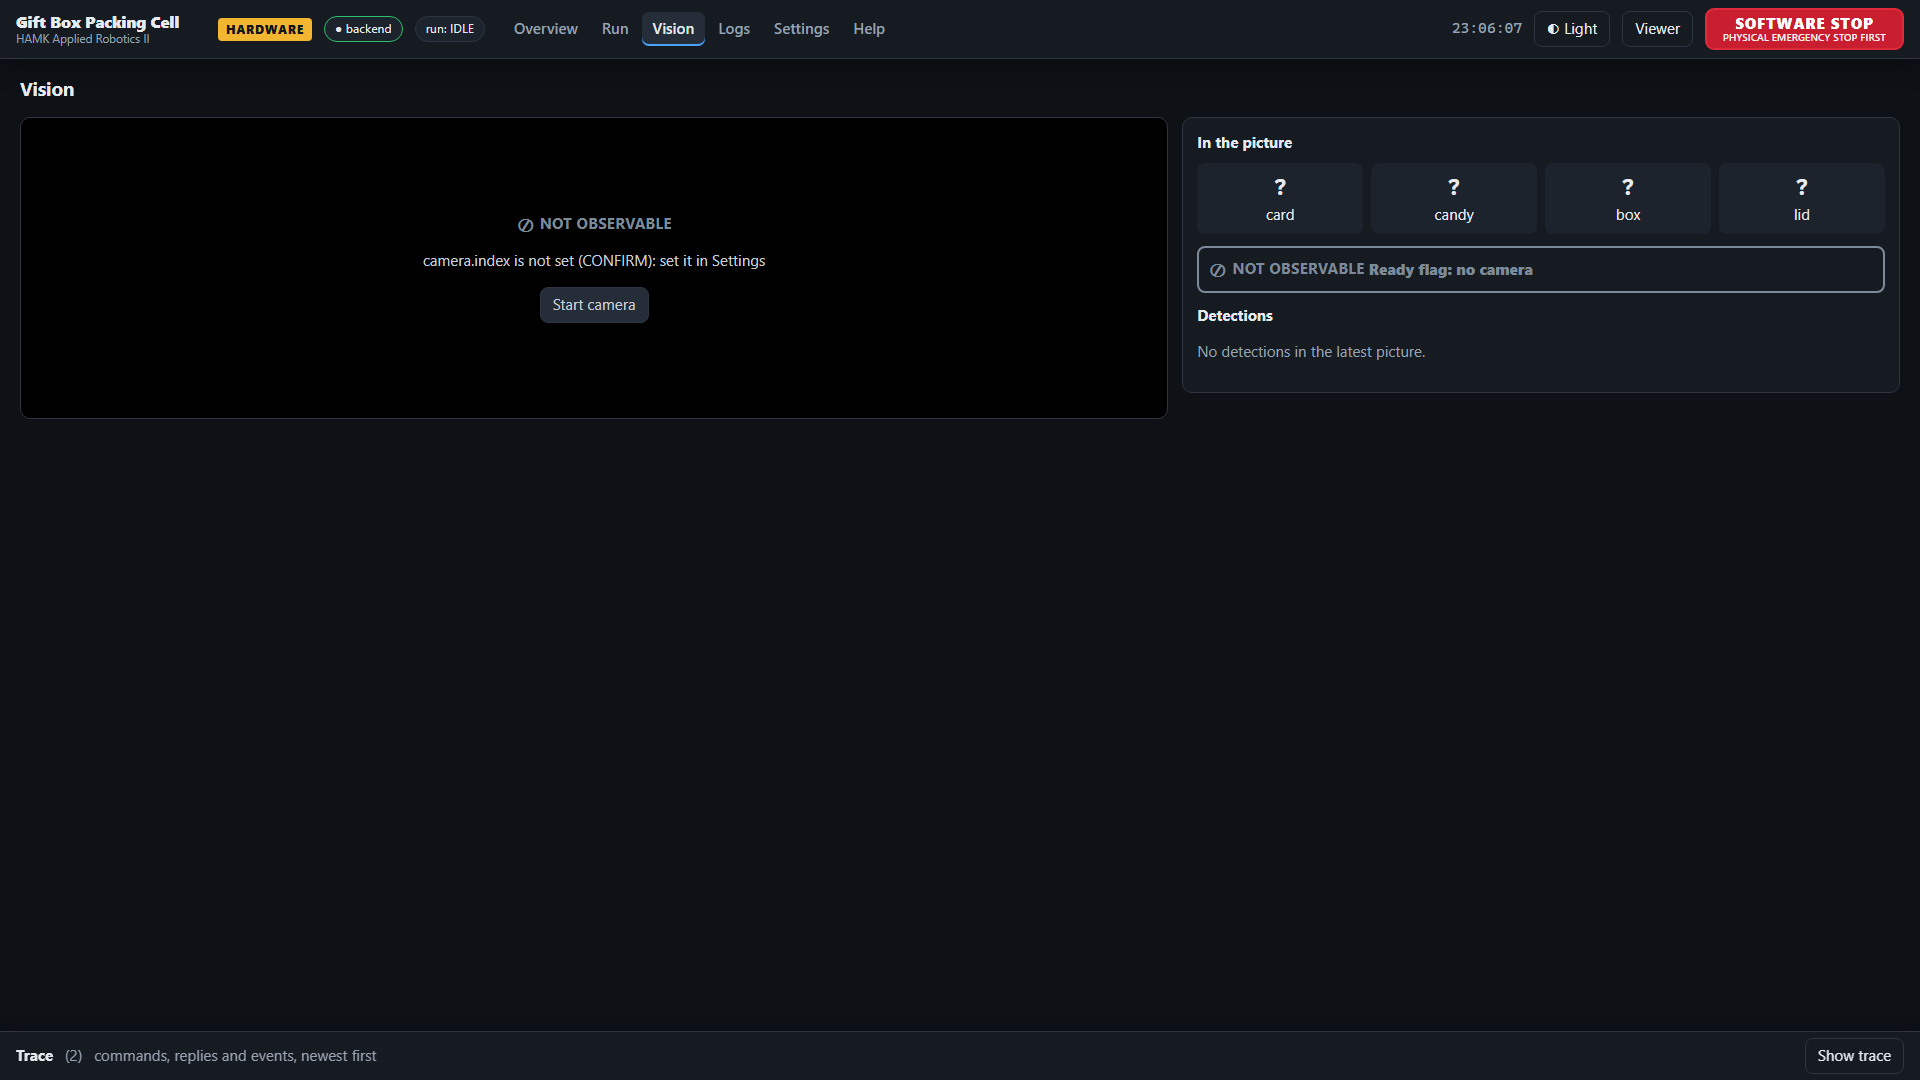 Gift Box Packing Cell
HAMK Applied Robotics II
HARDWARE
● backend
run: IDLE
Overview
Run
Vision
Logs
Settings
Help
23:06:07
◐ Light
Viewer
SOFTWARE STOP
PHYSICAL EMERGENCY STOP FIRST
Vision
NOT OBSERVABLE
camera.index is not set (CONFIRM): set it in Settings
Start camera
In the picture
?
card
?
candy
?
box
?
lid
NOT OBSERVABLE Ready flag: no camera
Detections
No detections in the latest picture.
Trace (2) commands, replies and events, newest first
Show trace